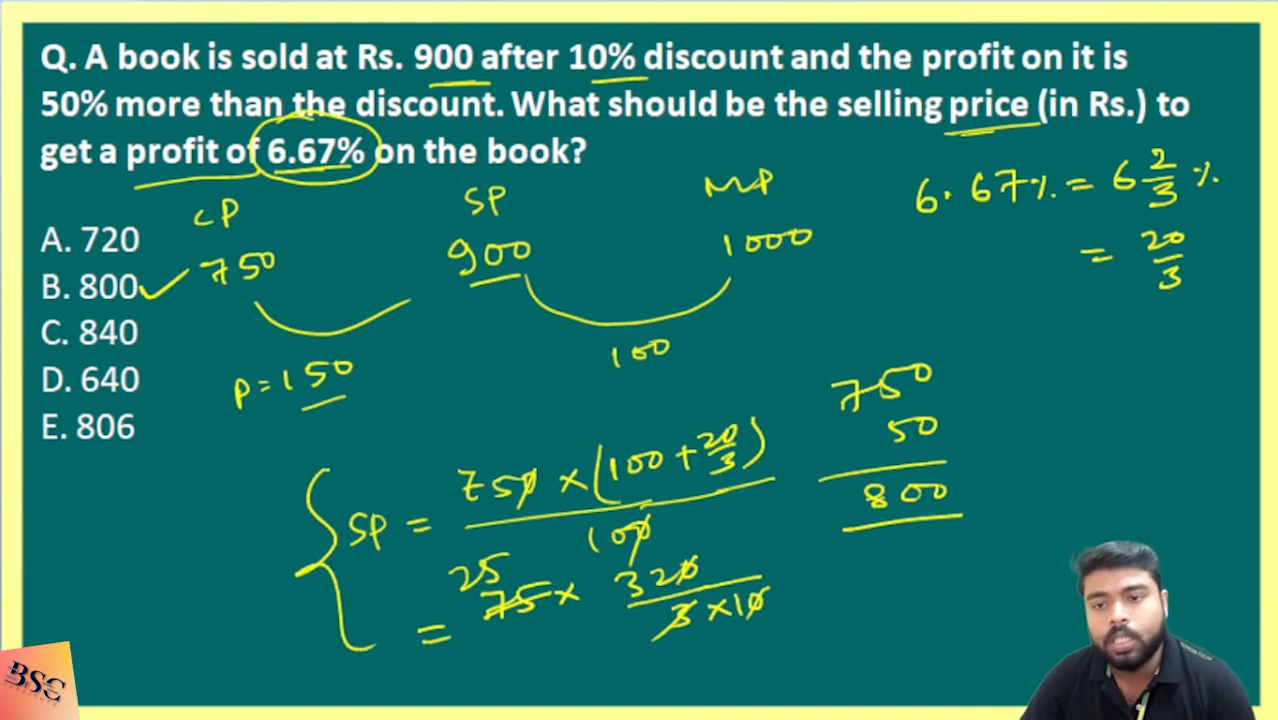 Q. A book is sold at Rs. 900 after 10% discount and the profit on it is
50% more than the discount. What should be the selling price (in Rs.) to
get a profit of 6.67% on the book?
A. 720
B. 800
C. 840
D. 640
E. 806
CP
SP
MP
750
900
1000
P = 150
100
6.67% = 6 2/3 %
= 20/3
SP = 750 × (100 + 20/3) / 100
25
= 75 × 320 / 3 × 10
750
50
800
BSC